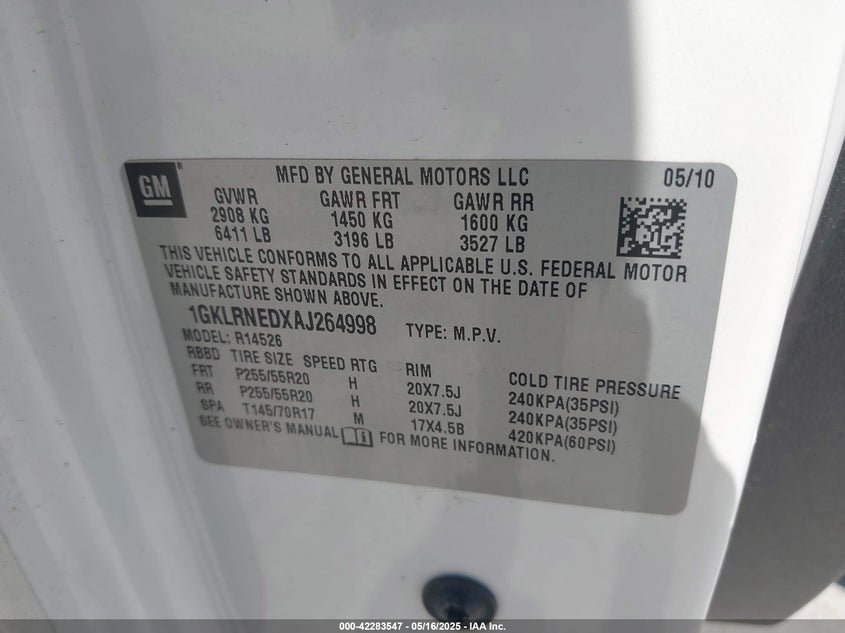 GM
MFD BY GENERAL MOTORS LLC 05/10
GVWR GAWR FRT GAWR RR
2908 KG 1450 KG 1600 KG
6411 LB 3196 LB 3527 LB
THIS VEHICLE CONFORMS TO ALL APPLICABLE U.S. FEDERAL MOTOR
VEHICLE SAFETY STANDARDS IN EFFECT ON THE DATE OF
MANUFACTURE SHOWN ABOVE.
1GKLRNEDXAJ264998 TYPE: M.P.V.
MODEL: R14526
RBBD TIRE SIZE SPEED RTG RIM COLD TIRE PRESSURE
FRT P255/55R20 H 20X7.5J 240KPA(35PSI)
RR P255/55R20 H 20X7.5J 240KPA(35PSI)
SPA T145/70R17 M 17X4.5B 420KPA(60PSI)
SEE OWNER'S MANUAL FOR MORE INFORMATION.
000-42283547 - 05/16/2025 - IAA Inc.